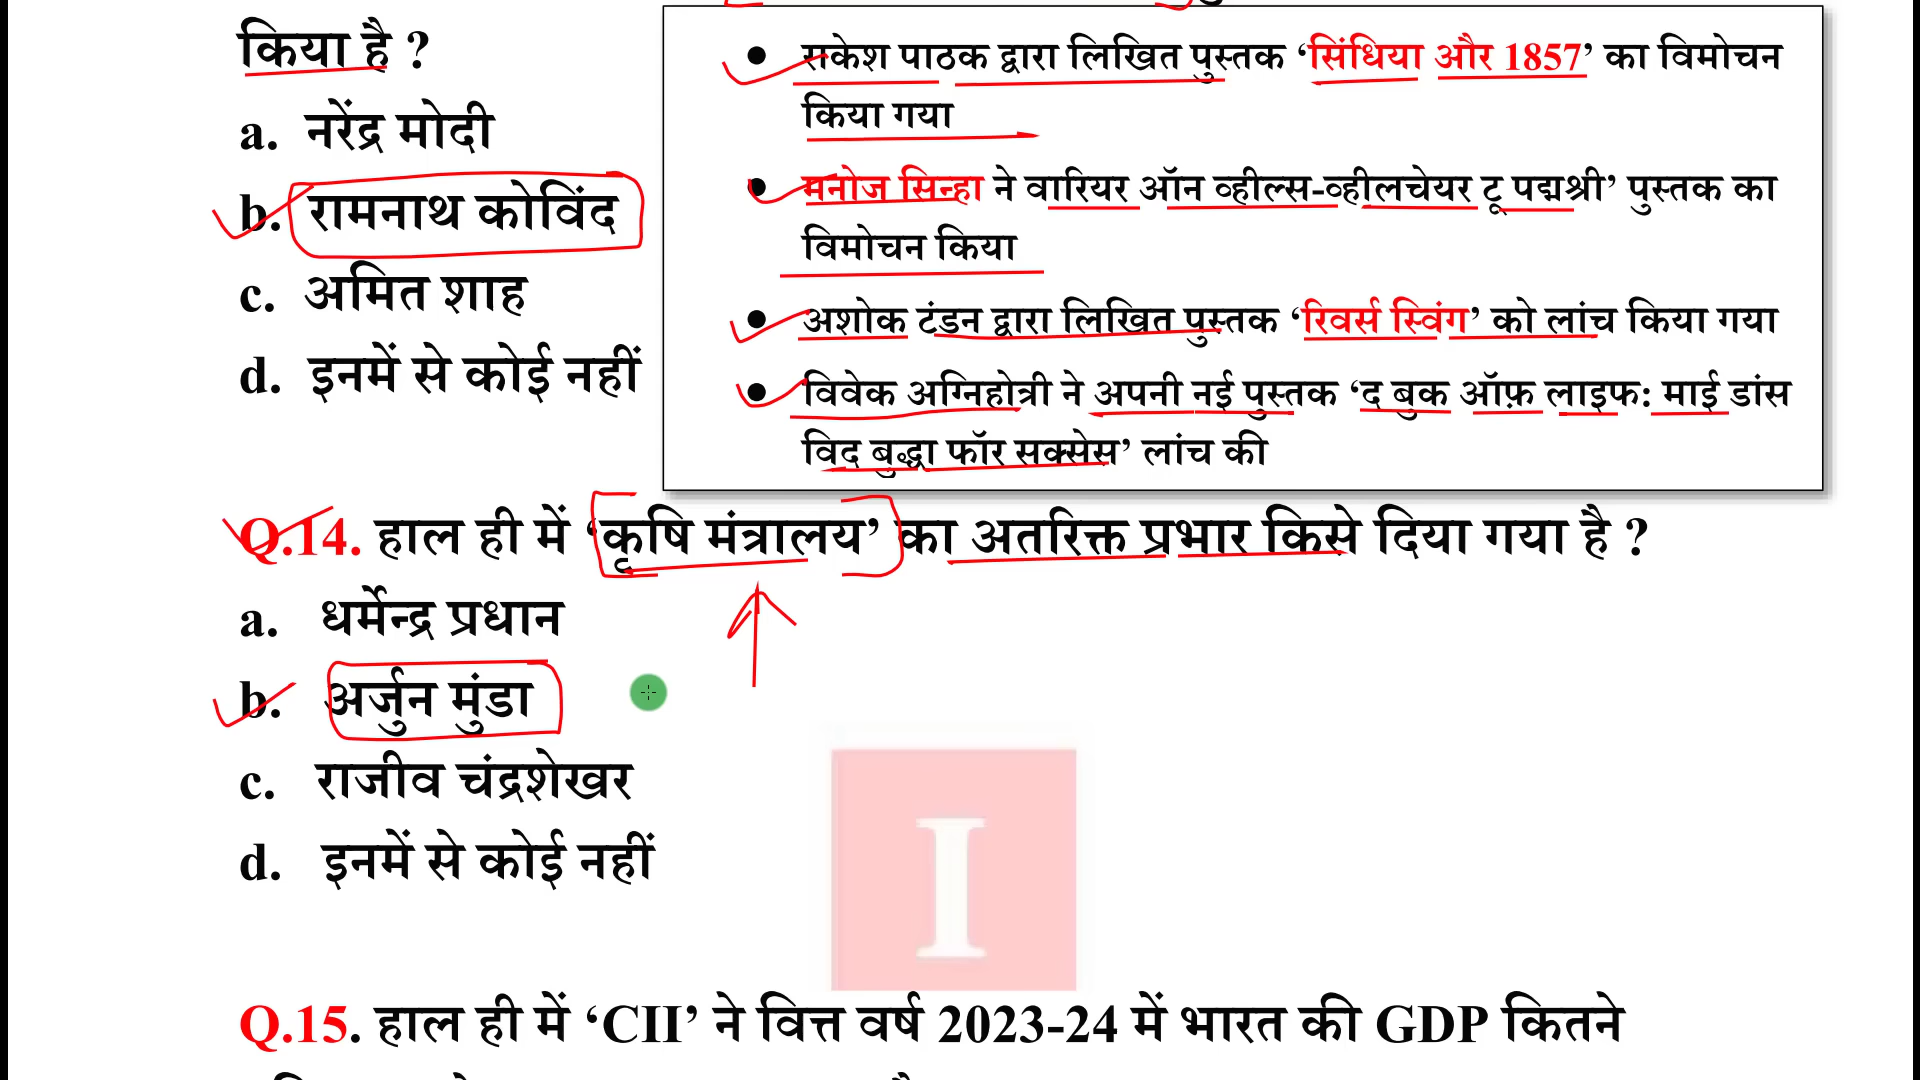 किया है ?
a. नरेंद्र मोदी
b. रामनाथ कोविंद
c. अमित शाह
d. इनमें से कोई नहीं
• राकेश पाठक द्वारा लिखित पुस्तक ‘सिंधिया और 1857’ का विमोचन
किया गया
• मनोज सिन्हा ने वारियर ऑन व्हील्स-व्हीलचेयर टू पद्मश्री’ पुस्तक का
विमोचन किया
• अशोक टंडन द्वारा लिखित पुस्तक ‘रिवर्स स्विंग’ को लांच किया गया
• विवेक अग्निहोत्री ने अपनी नई पुस्तक ‘द बुक ऑफ़ लाइफ: माई डांस
विद बुद्धा फॉर सक्सेस’ लांच की
Q.14. हाल ही में ‘कृषि मंत्रालय’ का अतरिक्त प्रभार किसे दिया गया है ?
a. धर्मेन्द्र प्रधान
b. अर्जुन मुंडा
c. राजीव चंद्रशेखर
d. इनमें से कोई नहीं
I
Q.15. हाल ही में ‘CII’ ने वित्त वर्ष 2023-24 में भारत की GDP कितने